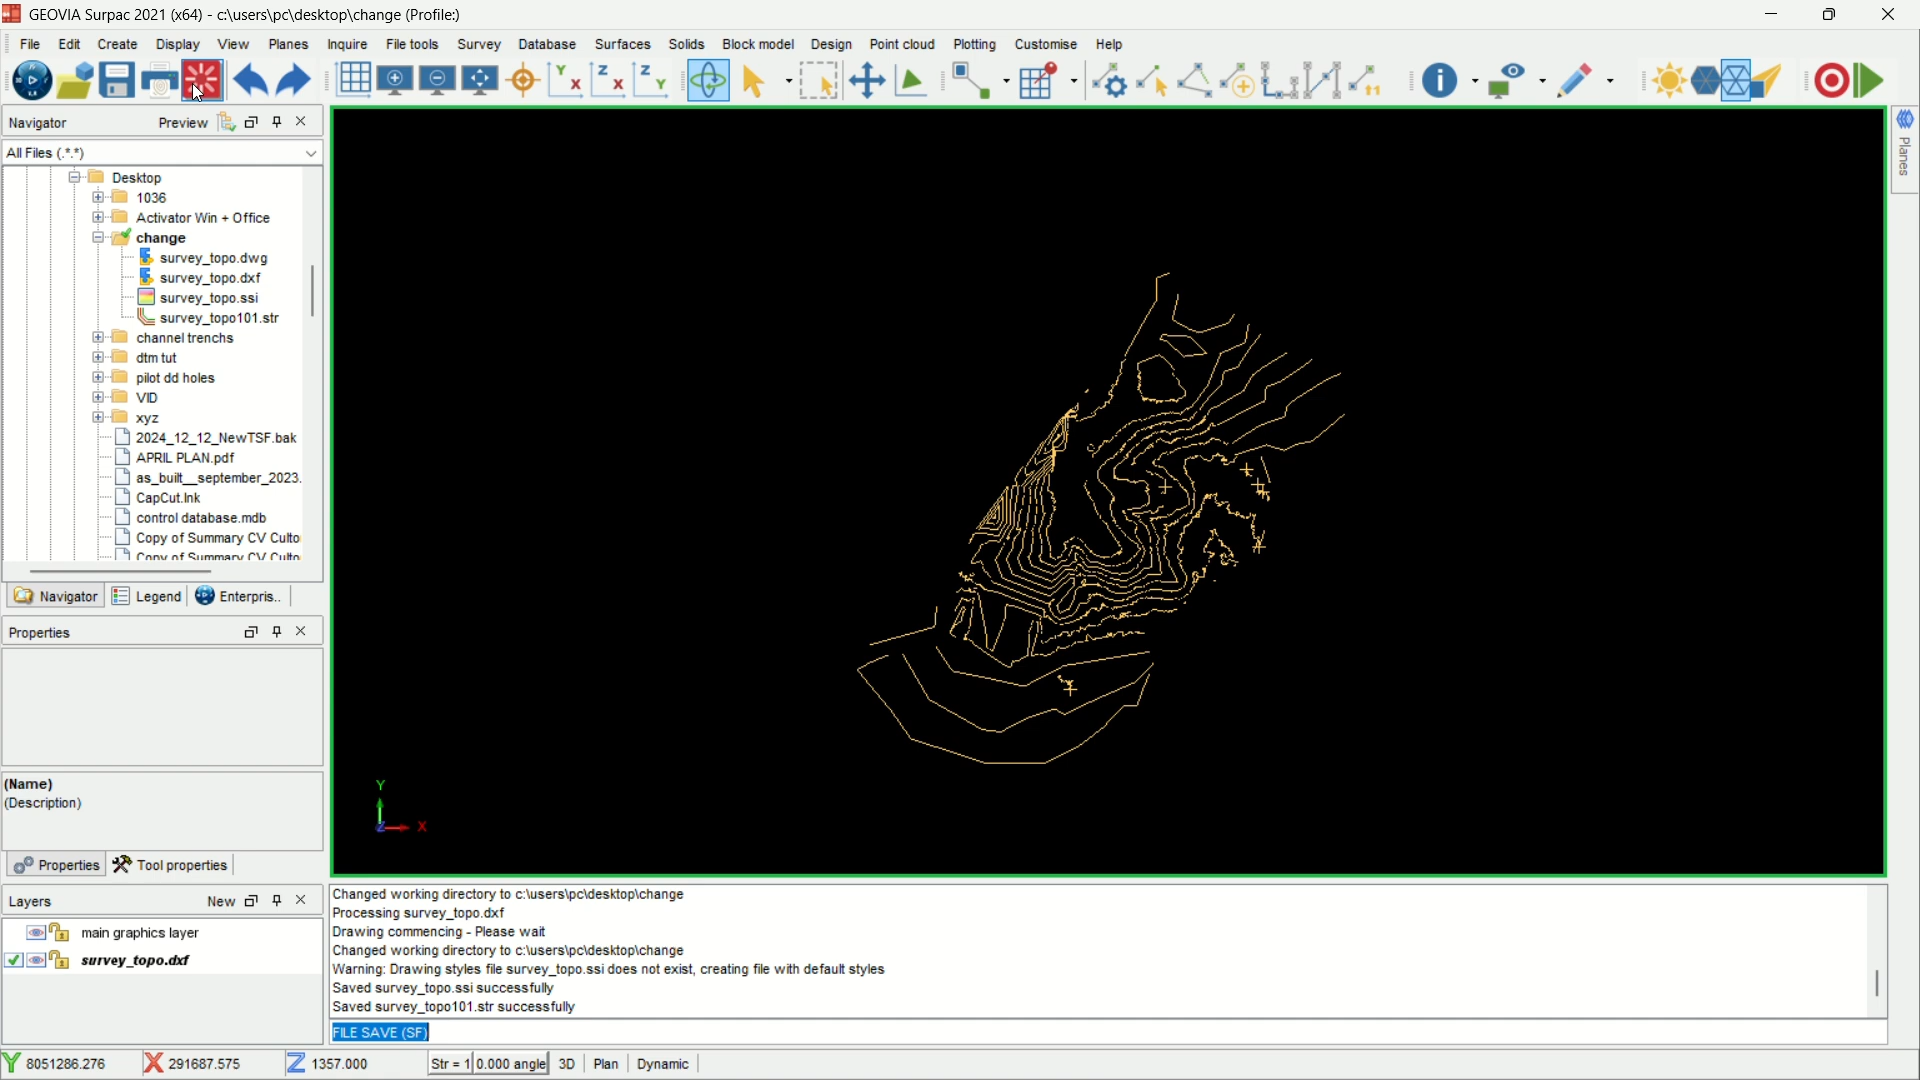 GEOVIA Surpac 2021 (x64) - c:\users\pc\desktop\change (Profile:)
File Edit Create Display View Planes Inquire File tools Survey Database Surfaces Solids Block model Design Point cloud Plotting Customise Help
Navigator Preview
All Files (*.*)
Desktop
1036
Activator Win + Office
change
survey_topo.dwg
survey_topo.dxf
survey_topo.ssi
survey_topo101.str
channel trenchs
dtm tut
pilot dd holes
VID
xyz
2024_12_12_NewTSF.bak
APRIL PLAN.pdf
as_built__september_2023.
CapCut.lnk
control database.mdb
Copy of Summary CV Culto
Copy of Summary CV Culto
Navigator Legend Enterpris..
Properties
(Name)
(Description)
Properties Tool properties
Layers New
main graphics layer
survey_topo.dxf
Planes
Y
Z X
Changed working directory to c:\users\pc\desktop\change
Processing survey_topo.dxf
Drawing commencing - Please wait
Changed working directory to c:\users\pc\desktop\change
Warning: Drawing styles file survey_topo.ssi does not exist, creating file with default styles
Saved survey_topo.ssi successfully
Saved survey_topo101.str successfully
FILE SAVE (SF)
Y 8051286.276 X 291687.575 Z 1357.000 Str = 1 0.000 angle 3D Plan Dynamic